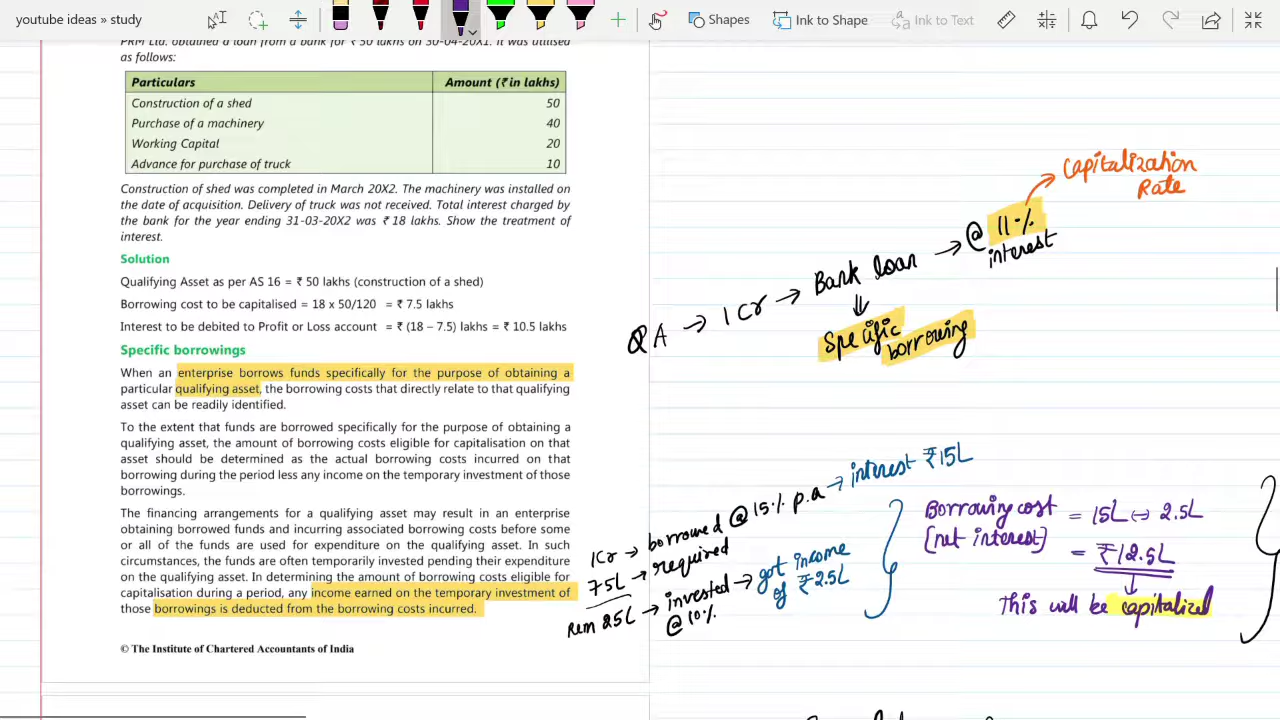 youtube ideas » study
Shapes
Ink to Shape
Ink to Text
PRM Ltd. obtained a loan from a bank for ₹ 50 lakhs on 30-04-20X1. It was utilised
as follows:
Particulars Amount (₹ in lakhs)
Construction of a shed 50
Purchase of a machinery 40
Working Capital 20
Advance for purchase of truck 10
Construction of shed was completed in March 20X2. The machinery was installed on
the date of acquisition. Delivery of truck was not received. Total interest charged by
the bank for the year ending 31-03-20X2 was ₹ 18 lakhs. Show the treatment of
interest.
Solution
Qualifying Asset as per AS 16 = ₹ 50 lakhs (construction of a shed)
Borrowing cost to be capitalised = 18 x 50/120 = ₹ 7.5 lakhs
Interest to be debited to Profit or Loss account = ₹ (18 – 7.5) lakhs = ₹ 10.5 lakhs
Specific borrowings
When an enterprise borrows funds specifically for the purpose of obtaining a
particular qualifying asset, the borrowing costs that directly relate to that qualifying
asset can be readily identified.
To the extent that funds are borrowed specifically for the purpose of obtaining a
qualifying asset, the amount of borrowing costs eligible for capitalisation on that
asset should be determined as the actual borrowing costs incurred on that
borrowing during the period less any income on the temporary investment of those
borrowings.
The financing arrangements for a qualifying asset may result in an enterprise
obtaining borrowed funds and incurring associated borrowing costs before some
or all of the funds are used for expenditure on the qualifying asset. In such
circumstances, the funds are often temporarily invested pending their expenditure
on the qualifying asset. In determining the amount of borrowing costs eligible for
capitalisation during a period, any income earned on the temporary investment of
those borrowings is deducted from the borrowing costs incurred.
© The Institute of Chartered Accountants of India
Capitalization
Rate
QA → 1 Cr → Bank loan → @ 11%
interest
Specific
borrowing
1Cr → borrowed @ 15% p.a → interest ₹15L
75L → required
Rem 25L → invested → got income
@ 10% of ₹2.5L
Borrowing cost = 15L (-) 2.5L
[net interest] = ₹12.5L
This will be capitalized